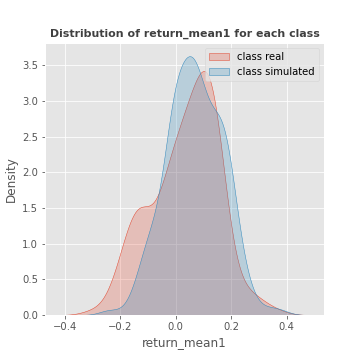 Distribution of return_mean1 for each class
class real
class simulated
3.5
3.0
2.5
2.0
1.5
1.0
0.5
0.0
Density
−0.4 −0.2 0.0 0.2 0.4
return_mean1